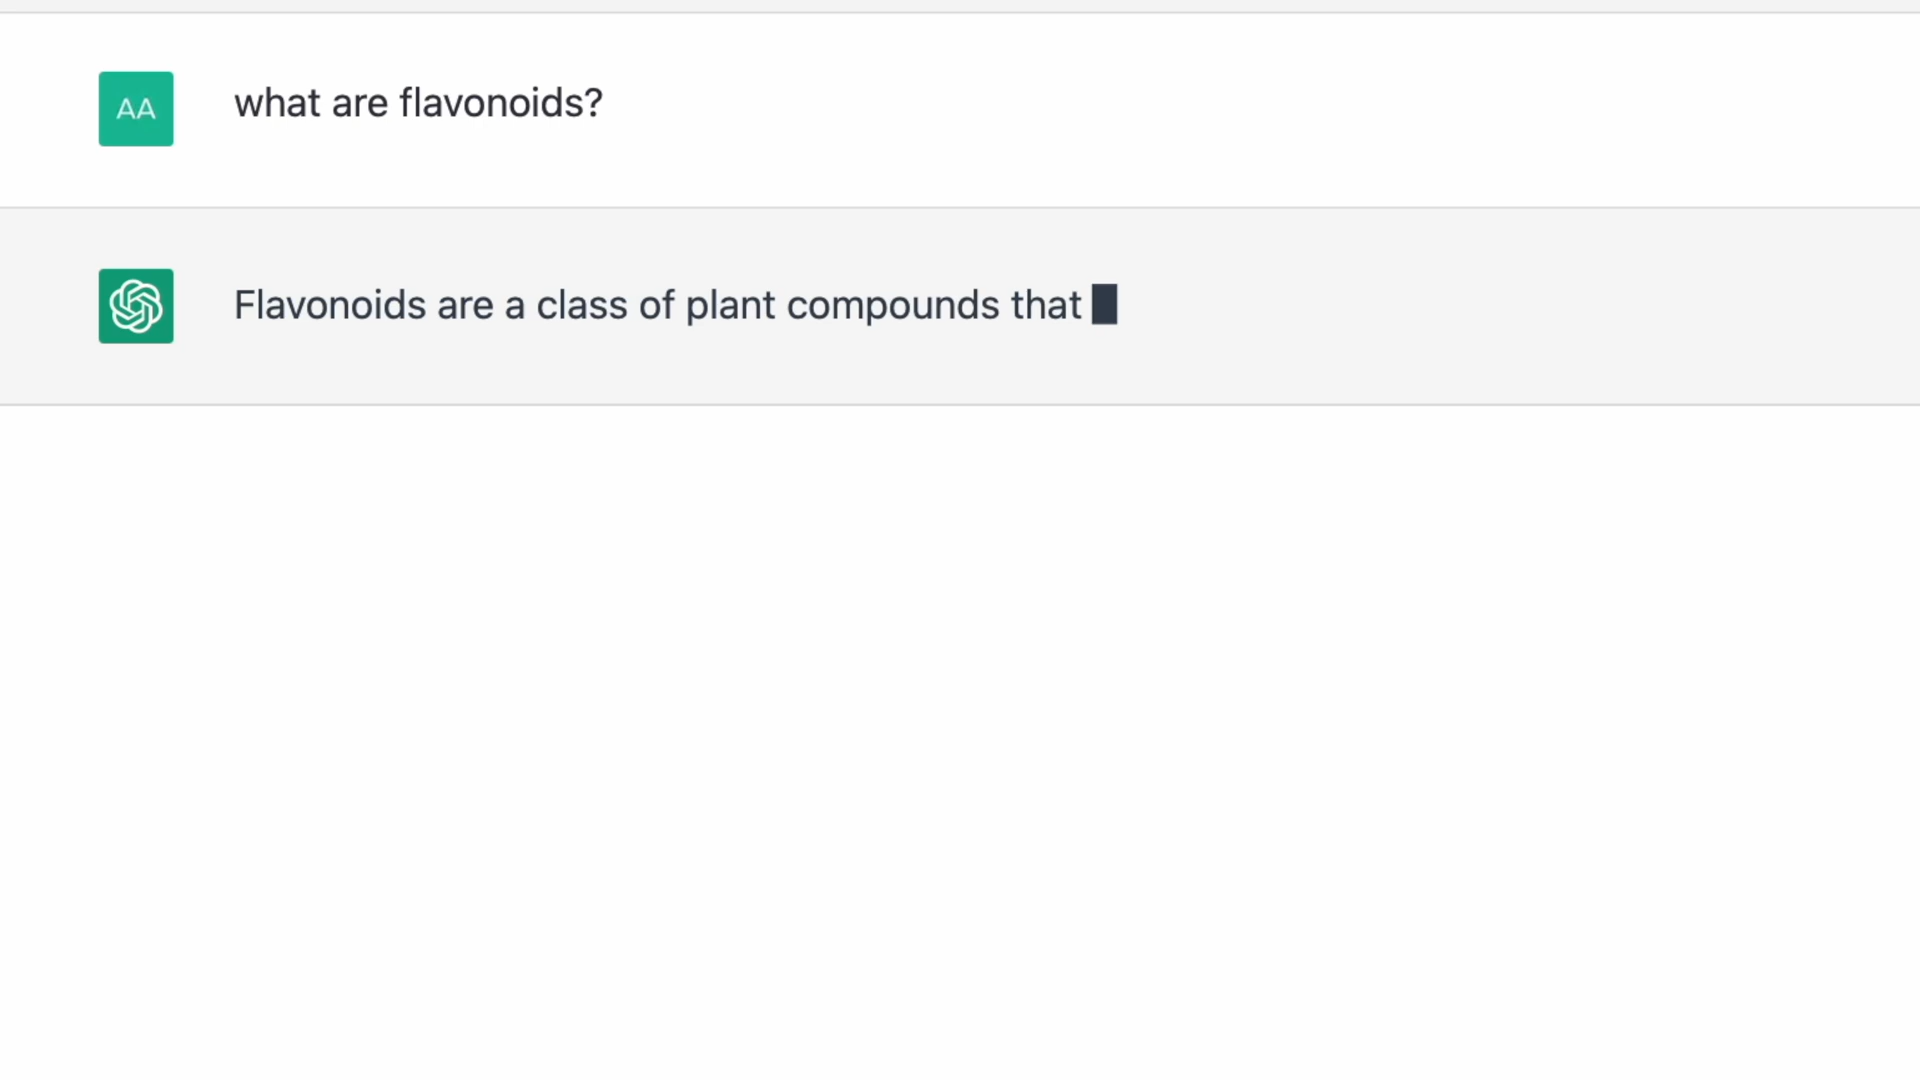 AA
what are flavonoids?
Flavonoids are a class of plant compounds that